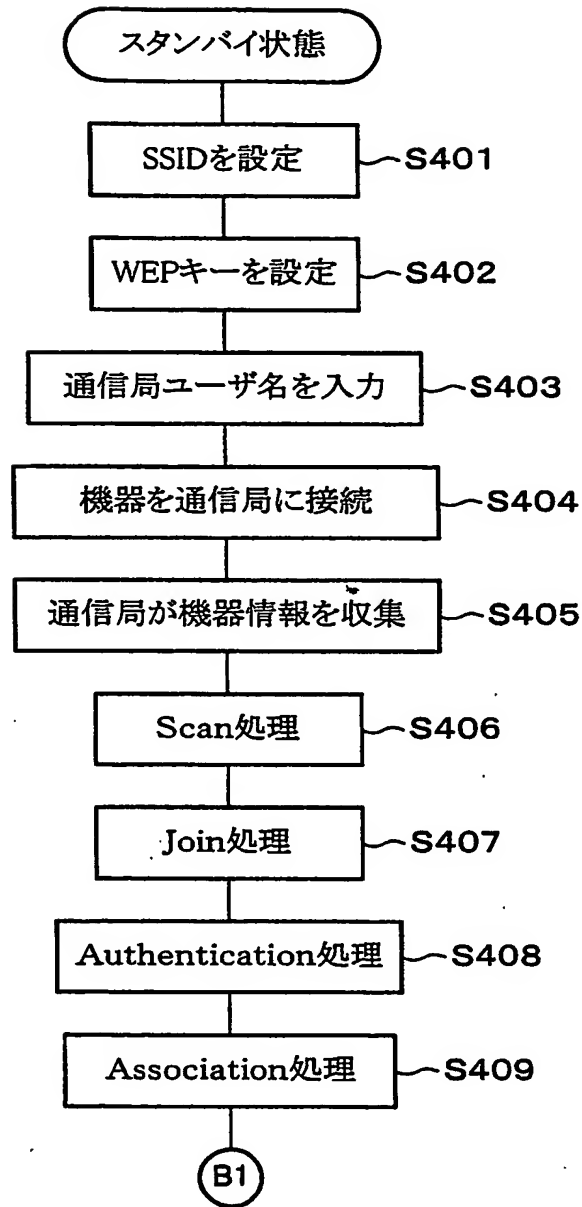 スタンバイ状態
SSIDを設定 S401
WEPキーを設定 S402
通信局ユーザ名を入力 S403
機器を通信局に接続 S404
通信局が機器情報を収集 S405
Scan処理 S406
Join処理 S407
Authentication処理 S408
Association処理 S409
B1